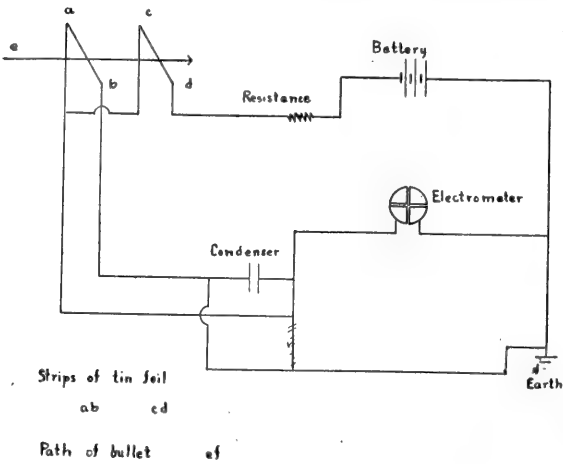 a
c
e
b
d
Battery
Resistance
Electrometer
Condenser
Earth
Strips of tin foil
ab cd
Path of bullet ef